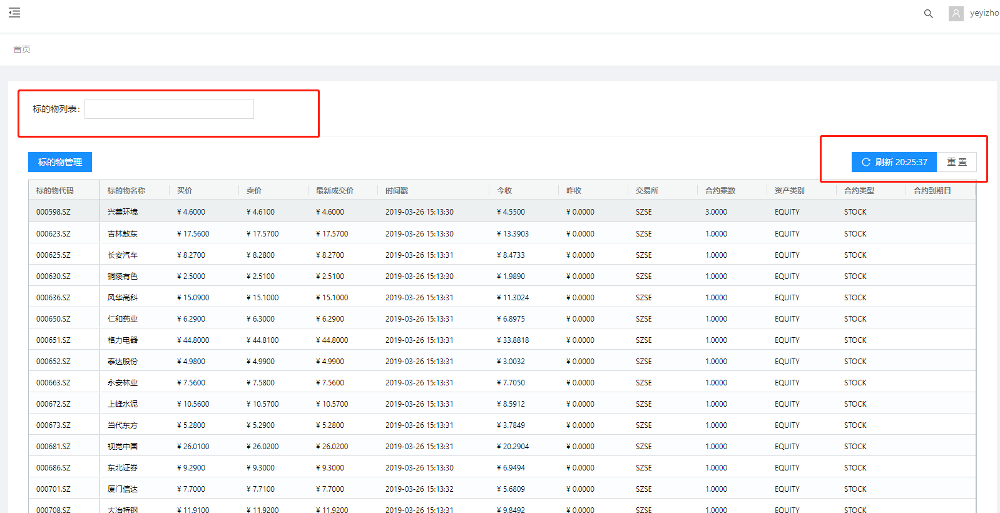 yeyizho
首页
标的物列表:
标的物管理
刷新 20:25:37 重 置
标的物代码 标的物名称 买价 卖价 最新成交价 时间戳 今收 昨收 交易所 合约乘数 资产类别 合约类型 合约到期日
000598.SZ 兴蓉环境 ¥ 4.6000 ¥ 4.6100 ¥ 4.6000 2019-03-26 15:13:30 ¥ 4.5500 ¥ 0.0000 SZSE 3.0000 EQUITY STOCK
000623.SZ 吉林敖东 ¥ 17.5600 ¥ 17.5700 ¥ 17.5700 2019-03-26 15:13:30 ¥ 13.3903 ¥ 0.0000 SZSE 1.0000 EQUITY STOCK
000625.SZ 长安汽车 ¥ 8.2700 ¥ 8.2800 ¥ 8.2700 2019-03-26 15:13:31 ¥ 8.4733 ¥ 0.0000 SZSE 1.0000 EQUITY STOCK
000630.SZ 铜陵有色 ¥ 2.5000 ¥ 2.5100 ¥ 2.5100 2019-03-26 15:13:30 ¥ 1.9890 ¥ 0.0000 SZSE 1.0000 EQUITY STOCK
000636.SZ 风华高科 ¥ 15.0900 ¥ 15.1000 ¥ 15.1000 2019-03-26 15:13:31 ¥ 11.3024 ¥ 0.0000 SZSE 1.0000 EQUITY STOCK
000650.SZ 仁和药业 ¥ 6.2900 ¥ 6.3000 ¥ 6.2900 2019-03-26 15:13:31 ¥ 6.8975 ¥ 0.0000 SZSE 1.0000 EQUITY STOCK
000651.SZ 格力电器 ¥ 44.8000 ¥ 44.8100 ¥ 44.8000 2019-03-26 15:13:31 ¥ 33.8818 ¥ 0.0000 SZSE 1.0000 EQUITY STOCK
000652.SZ 泰达股份 ¥ 4.9800 ¥ 4.9900 ¥ 4.9900 2019-03-26 15:13:31 ¥ 3.0032 ¥ 0.0000 SZSE 1.0000 EQUITY STOCK
000663.SZ 永安林业 ¥ 7.5600 ¥ 7.5800 ¥ 7.5600 2019-03-26 15:13:31 ¥ 7.7050 ¥ 0.0000 SZSE 1.0000 EQUITY STOCK
000672.SZ 上峰水泥 ¥ 10.5600 ¥ 10.5700 ¥ 10.5700 2019-03-26 15:13:31 ¥ 8.5912 ¥ 0.0000 SZSE 1.0000 EQUITY STOCK
000673.SZ 当代东方 ¥ 5.2800 ¥ 5.2900 ¥ 5.2800 2019-03-26 15:13:31 ¥ 3.7849 ¥ 0.0000 SZSE 1.0000 EQUITY STOCK
000681.SZ 视觉中国 ¥ 26.0100 ¥ 26.0200 ¥ 26.0200 2019-03-26 15:13:31 ¥ 20.2904 ¥ 0.0000 SZSE 1.0000 EQUITY STOCK
000686.SZ 东北证券 ¥ 9.2900 ¥ 9.3000 ¥ 9.3000 2019-03-26 15:13:30 ¥ 6.9494 ¥ 0.0000 SZSE 1.0000 EQUITY STOCK
000701.SZ 厦门信达 ¥ 7.7000 ¥ 7.7100 ¥ 7.7000 2019-03-26 15:13:32 ¥ 5.6809 ¥ 0.0000 SZSE 1.0000 EQUITY STOCK
000708.SZ 大冶特钢 ¥ 11.9100 ¥ 11.9200 ¥ 11.9200 2019-03-26 15:13:31 ¥ 9.8492 ¥ 0.0000 SZSE 1.0000 EQUITY STOCK